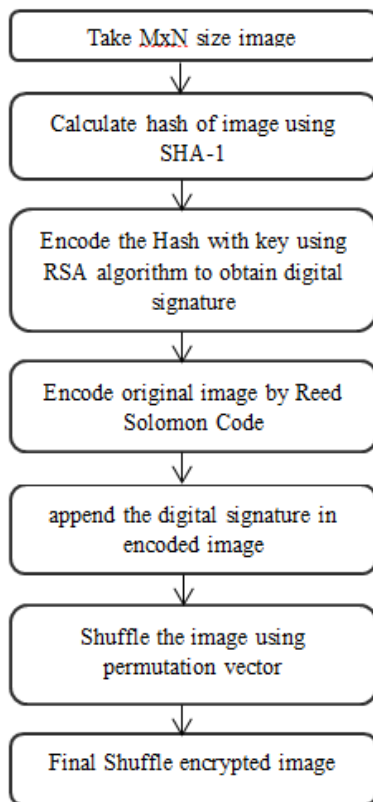 Take MxN size image
Calculate hash of image using
SHA-1
Encode the Hash with key using
RSA algorithm to obtain digital
signature
Encode original image by Reed
Solomon Code
append the digital signature in
encoded image
Shuffle the image using
permutation vector
Final Shuffle encrypted image